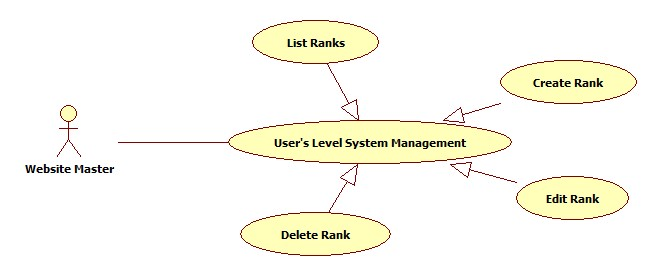 List Ranks
Create Rank
User's Level System Management
Website Master
Edit Rank
Delete Rank